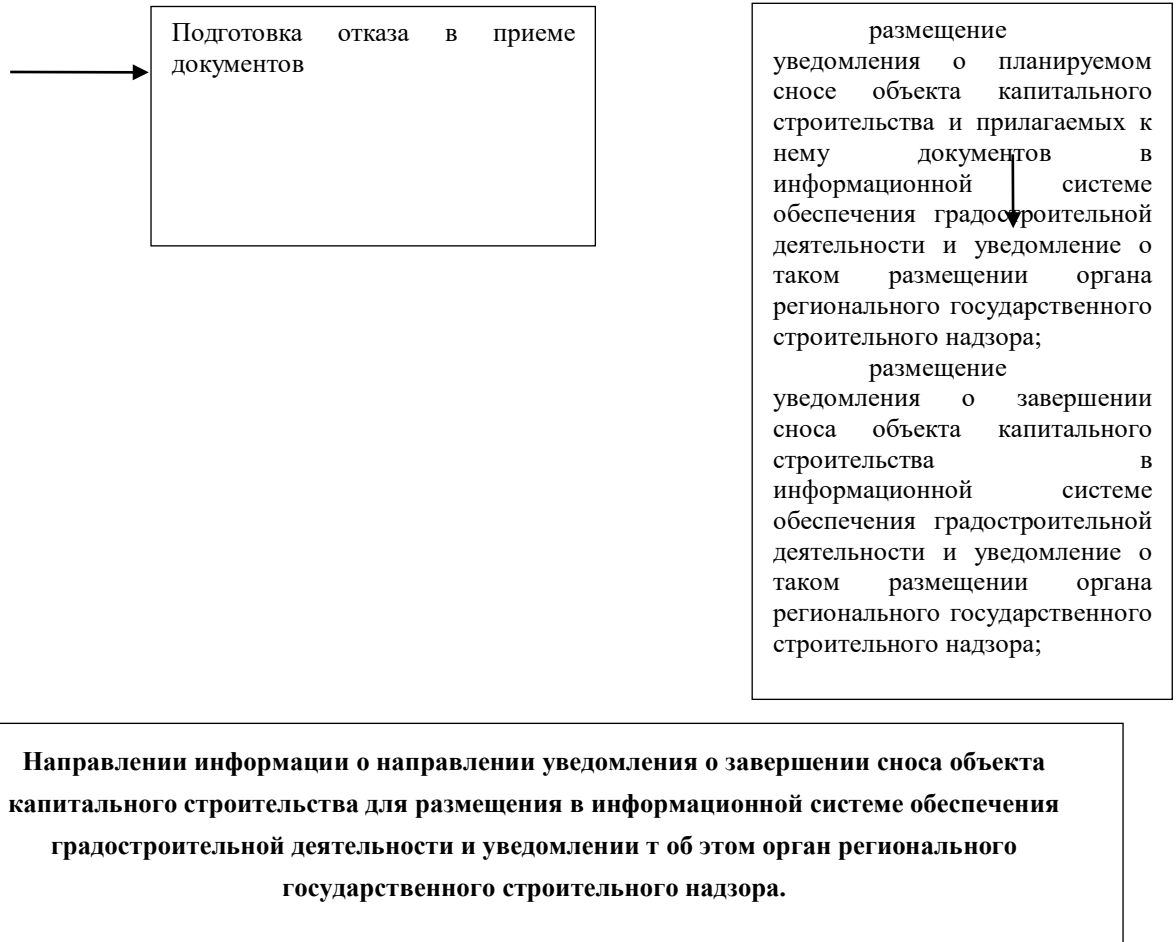 Подготовка отказа в приеме
документов
размещение
уведомления о планируемом
сносе объекта капитального
строительства и прилагаемых к
нему документов в
информационной системе
обеспечения градостроительной
деятельности и уведомление о
таком размещении органа
регионального государственного
строительного надзора;
размещение
уведомления о завершении
сноса объекта капитального
строительства в
информационной системе
обеспечения градостроительной
деятельности и уведомление о
таком размещении органа
регионального государственного
строительного надзора;
Направлении информации о направлении уведомления о завершении сноса объекта
капитального строительства для размещения в информационной системе обеспечения
градостроительной деятельности и уведомлении т об этом орган регионального
государственного строительного надзора.